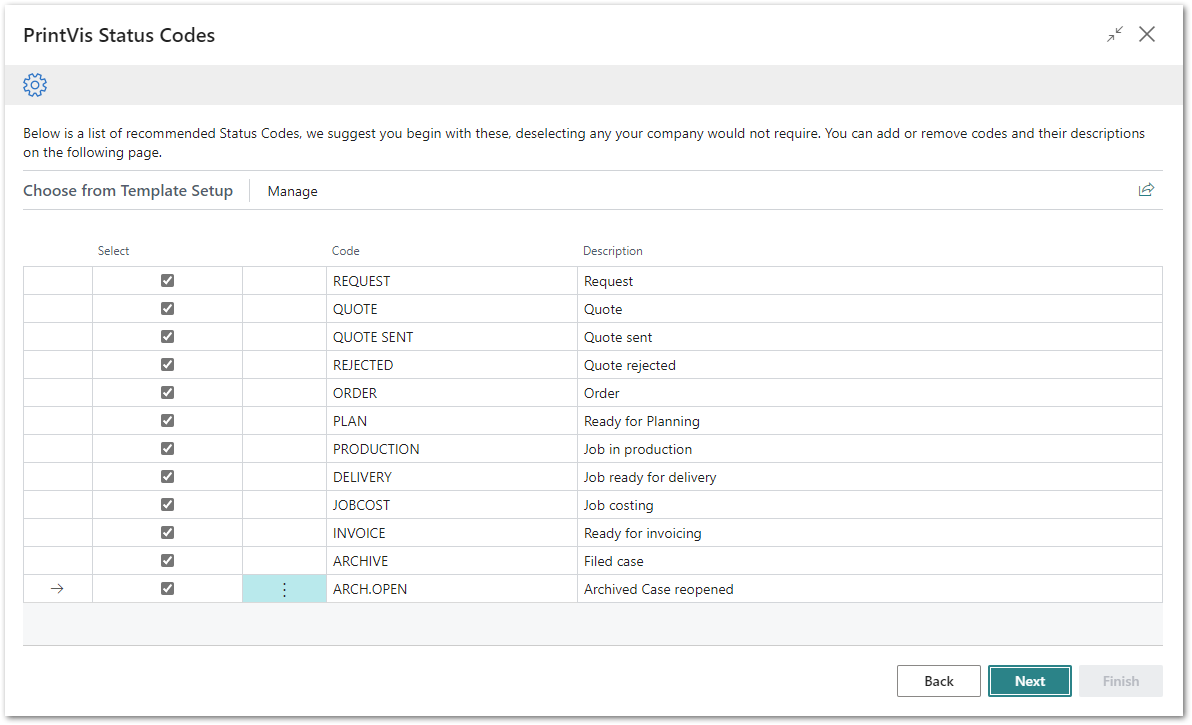 PrintVis Status Codes
Below is a list of recommended Status Codes, we suggest you begin with these, deselecting any your company would not require. You can add or remove codes and their descriptions
on the following page.
Choose from Template Setup Manage
Select Code Description
REQUEST Request
QUOTE Quote
QUOTE SENT Quote sent
REJECTED Quote rejected
ORDER Order
PLAN Ready for Planning
PRODUCTION Job in production
DELIVERY Job ready for delivery
JOBCOST Job costing
INVOICE Ready for invoicing
ARCHIVE Filed case
ARCH.OPEN Archived Case reopened
Back Next Finish